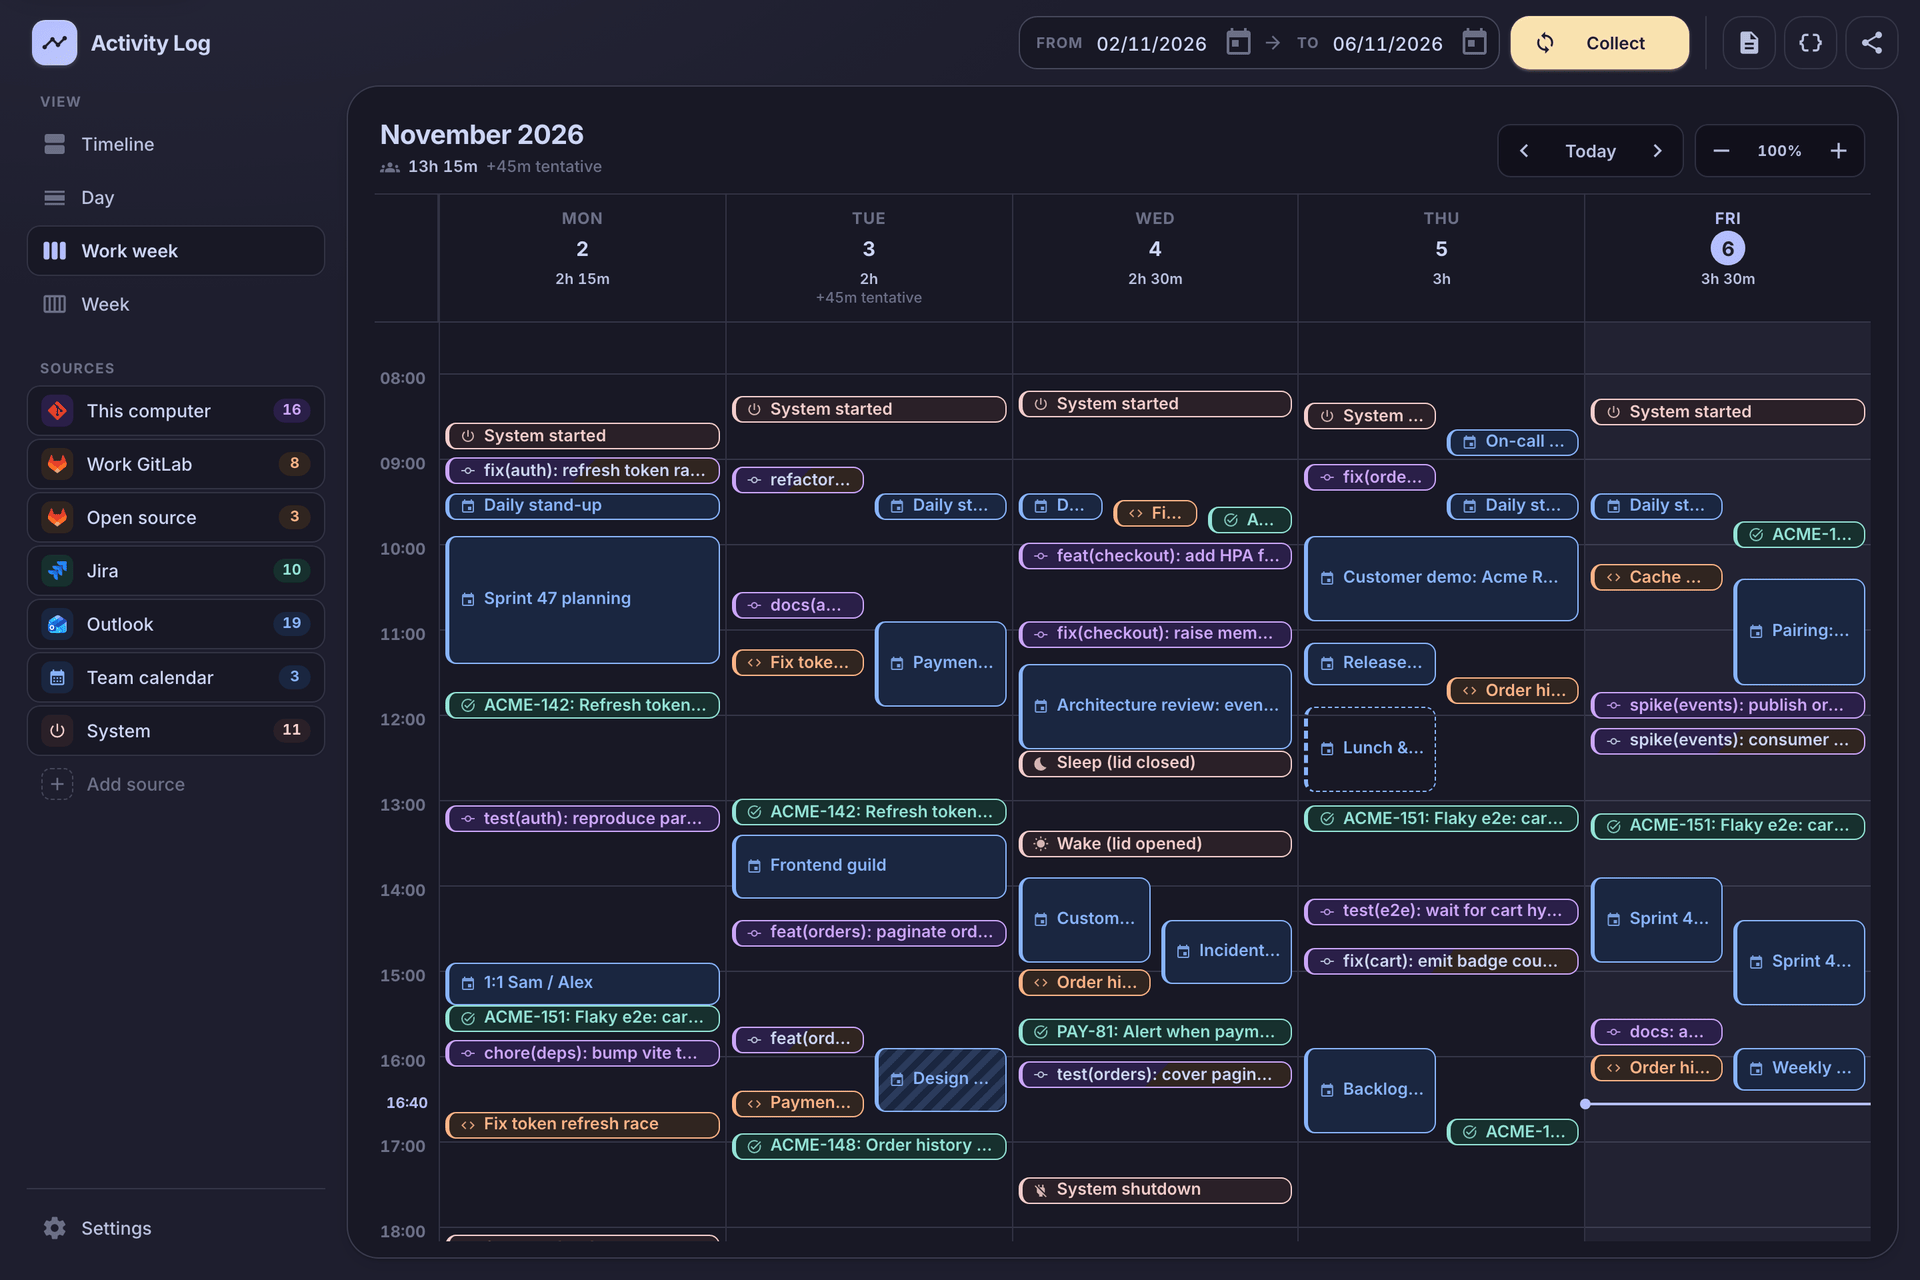 Activity Log
FROM 02/11/2026 → TO 06/11/2026
Collect
VIEW
Timeline
Day
Work week
Week
SOURCES
This computer 16
Work GitLab 8
Open source 3
Jira 10
Outlook 19
Team calendar 3
System 11
Add source
Settings
November 2026
13h 15m +45m tentative
Today
100%
MON
2
2h 15m
TUE
3
2h
+45m tentative
WED
4
2h 30m
THU
5
3h
FRI
6
3h 30m
08:00
09:00
10:00
11:00
12:00
13:00
14:00
15:00
16:00
16:40
17:00
18:00
System started
fix(auth): refresh token ra...
Daily stand-up
Sprint 47 planning
ACME-142: Refresh token...
test(auth): reproduce par...
1:1 Sam / Alex
ACME-151: Flaky e2e: car...
chore(deps): bump vite t...
Fix token refresh race
System started
refactor...
Daily st...
docs(a...
Paymen...
Fix toke...
ACME-142: Refresh token...
Frontend guild
feat(orders): paginate ord...
feat(ord...
Design ...
Paymen...
ACME-148: Order history ...
System started
D...
Fi...
A...
feat(checkout): add HPA f...
fix(checkout): raise mem...
Architecture review: even...
Sleep (lid closed)
Wake (lid opened)
Custom...
Incident...
Order hi...
PAY-81: Alert when paym...
test(orders): cover pagin...
System shutdown
System ...
On-call ...
fix(orde...
Daily st...
Customer demo: Acme R...
Release...
Order hi...
Lunch &...
ACME-151: Flaky e2e: car...
test(e2e): wait for cart hy...
fix(cart): emit badge cou...
Backlog...
ACME-1...
System started
Daily st...
ACME-1...
Cache ...
Pairing:...
spike(events): publish or...
spike(events): consumer ...
ACME-151: Flaky e2e: car...
Sprint 4...
Sprint 4...
docs: a...
Order hi...
Weekly ...